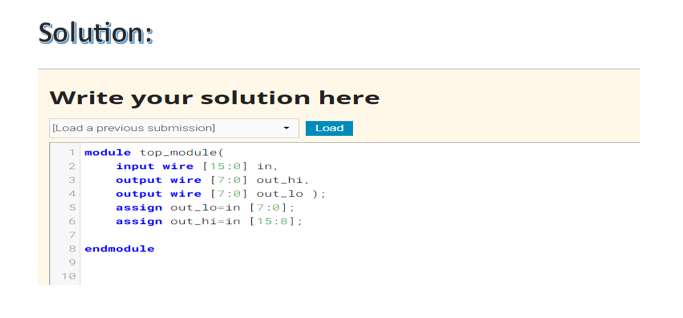 Solution:
Write your solution here
[Load a previous submission] Load
1 module top_module(
2 input wire [15:0] in,
3 output wire [7:0] out_hi,
4 output wire [7:0] out_lo );
5 assign out_lo=in [7:0];
6 assign out_hi=in [15:8];
7
8 endmodule
9
10